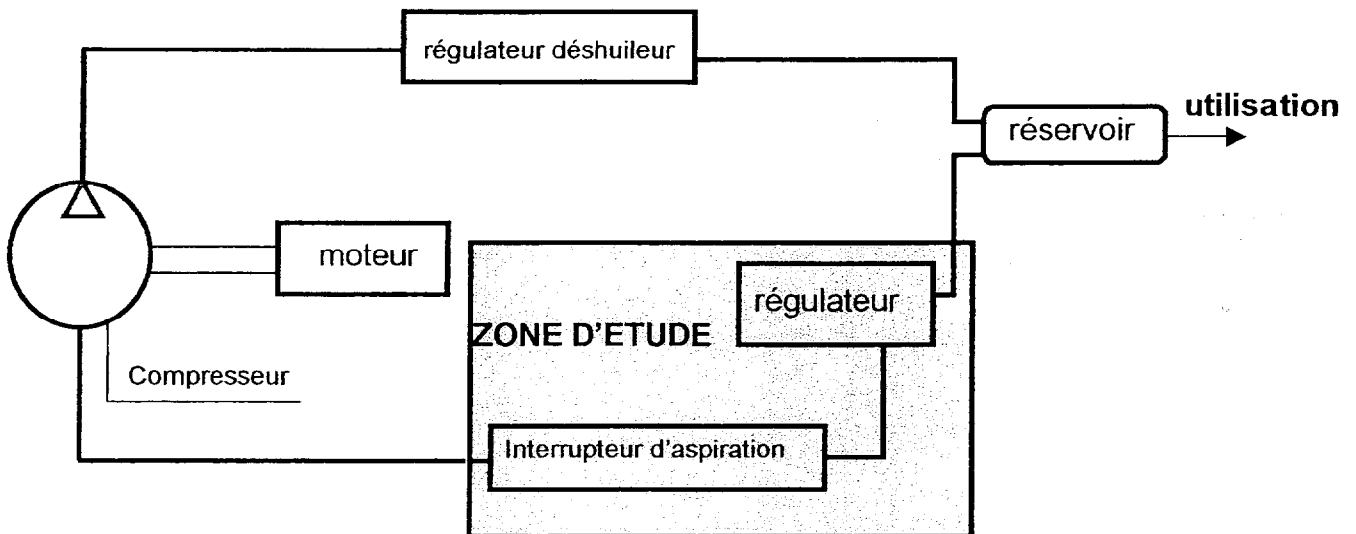 régulateur déshuileur
utilisation
réservoir
moteur
régulateur
ZONE D'ETUDE
Compresseur
Interrupteur d'aspiration